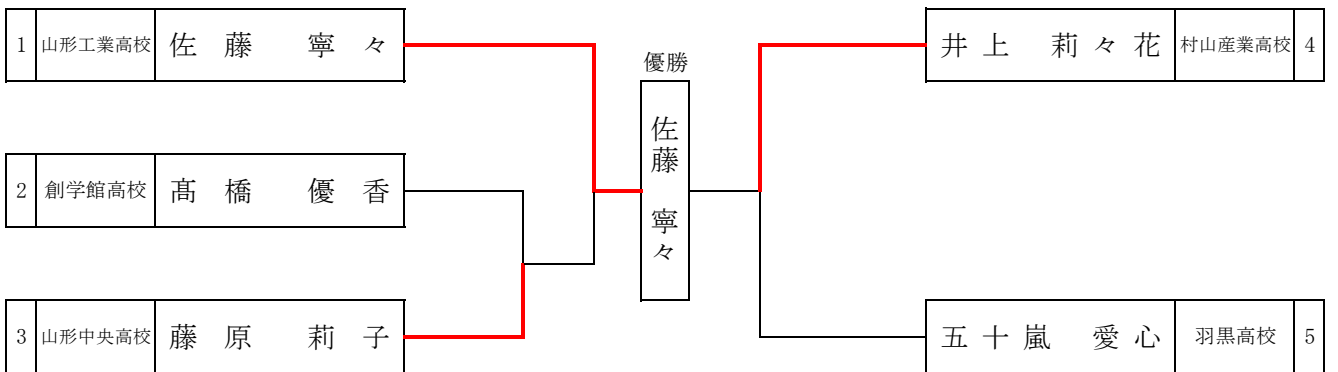 1 山形工業高校 佐藤 寧々
2 創学館高校 髙橋 優香
3 山形中央高校 藤原 莉子
優勝
佐藤 寧々
井上 莉々花 村山産業高校 4
五十嵐 愛心 羽黒高校 5